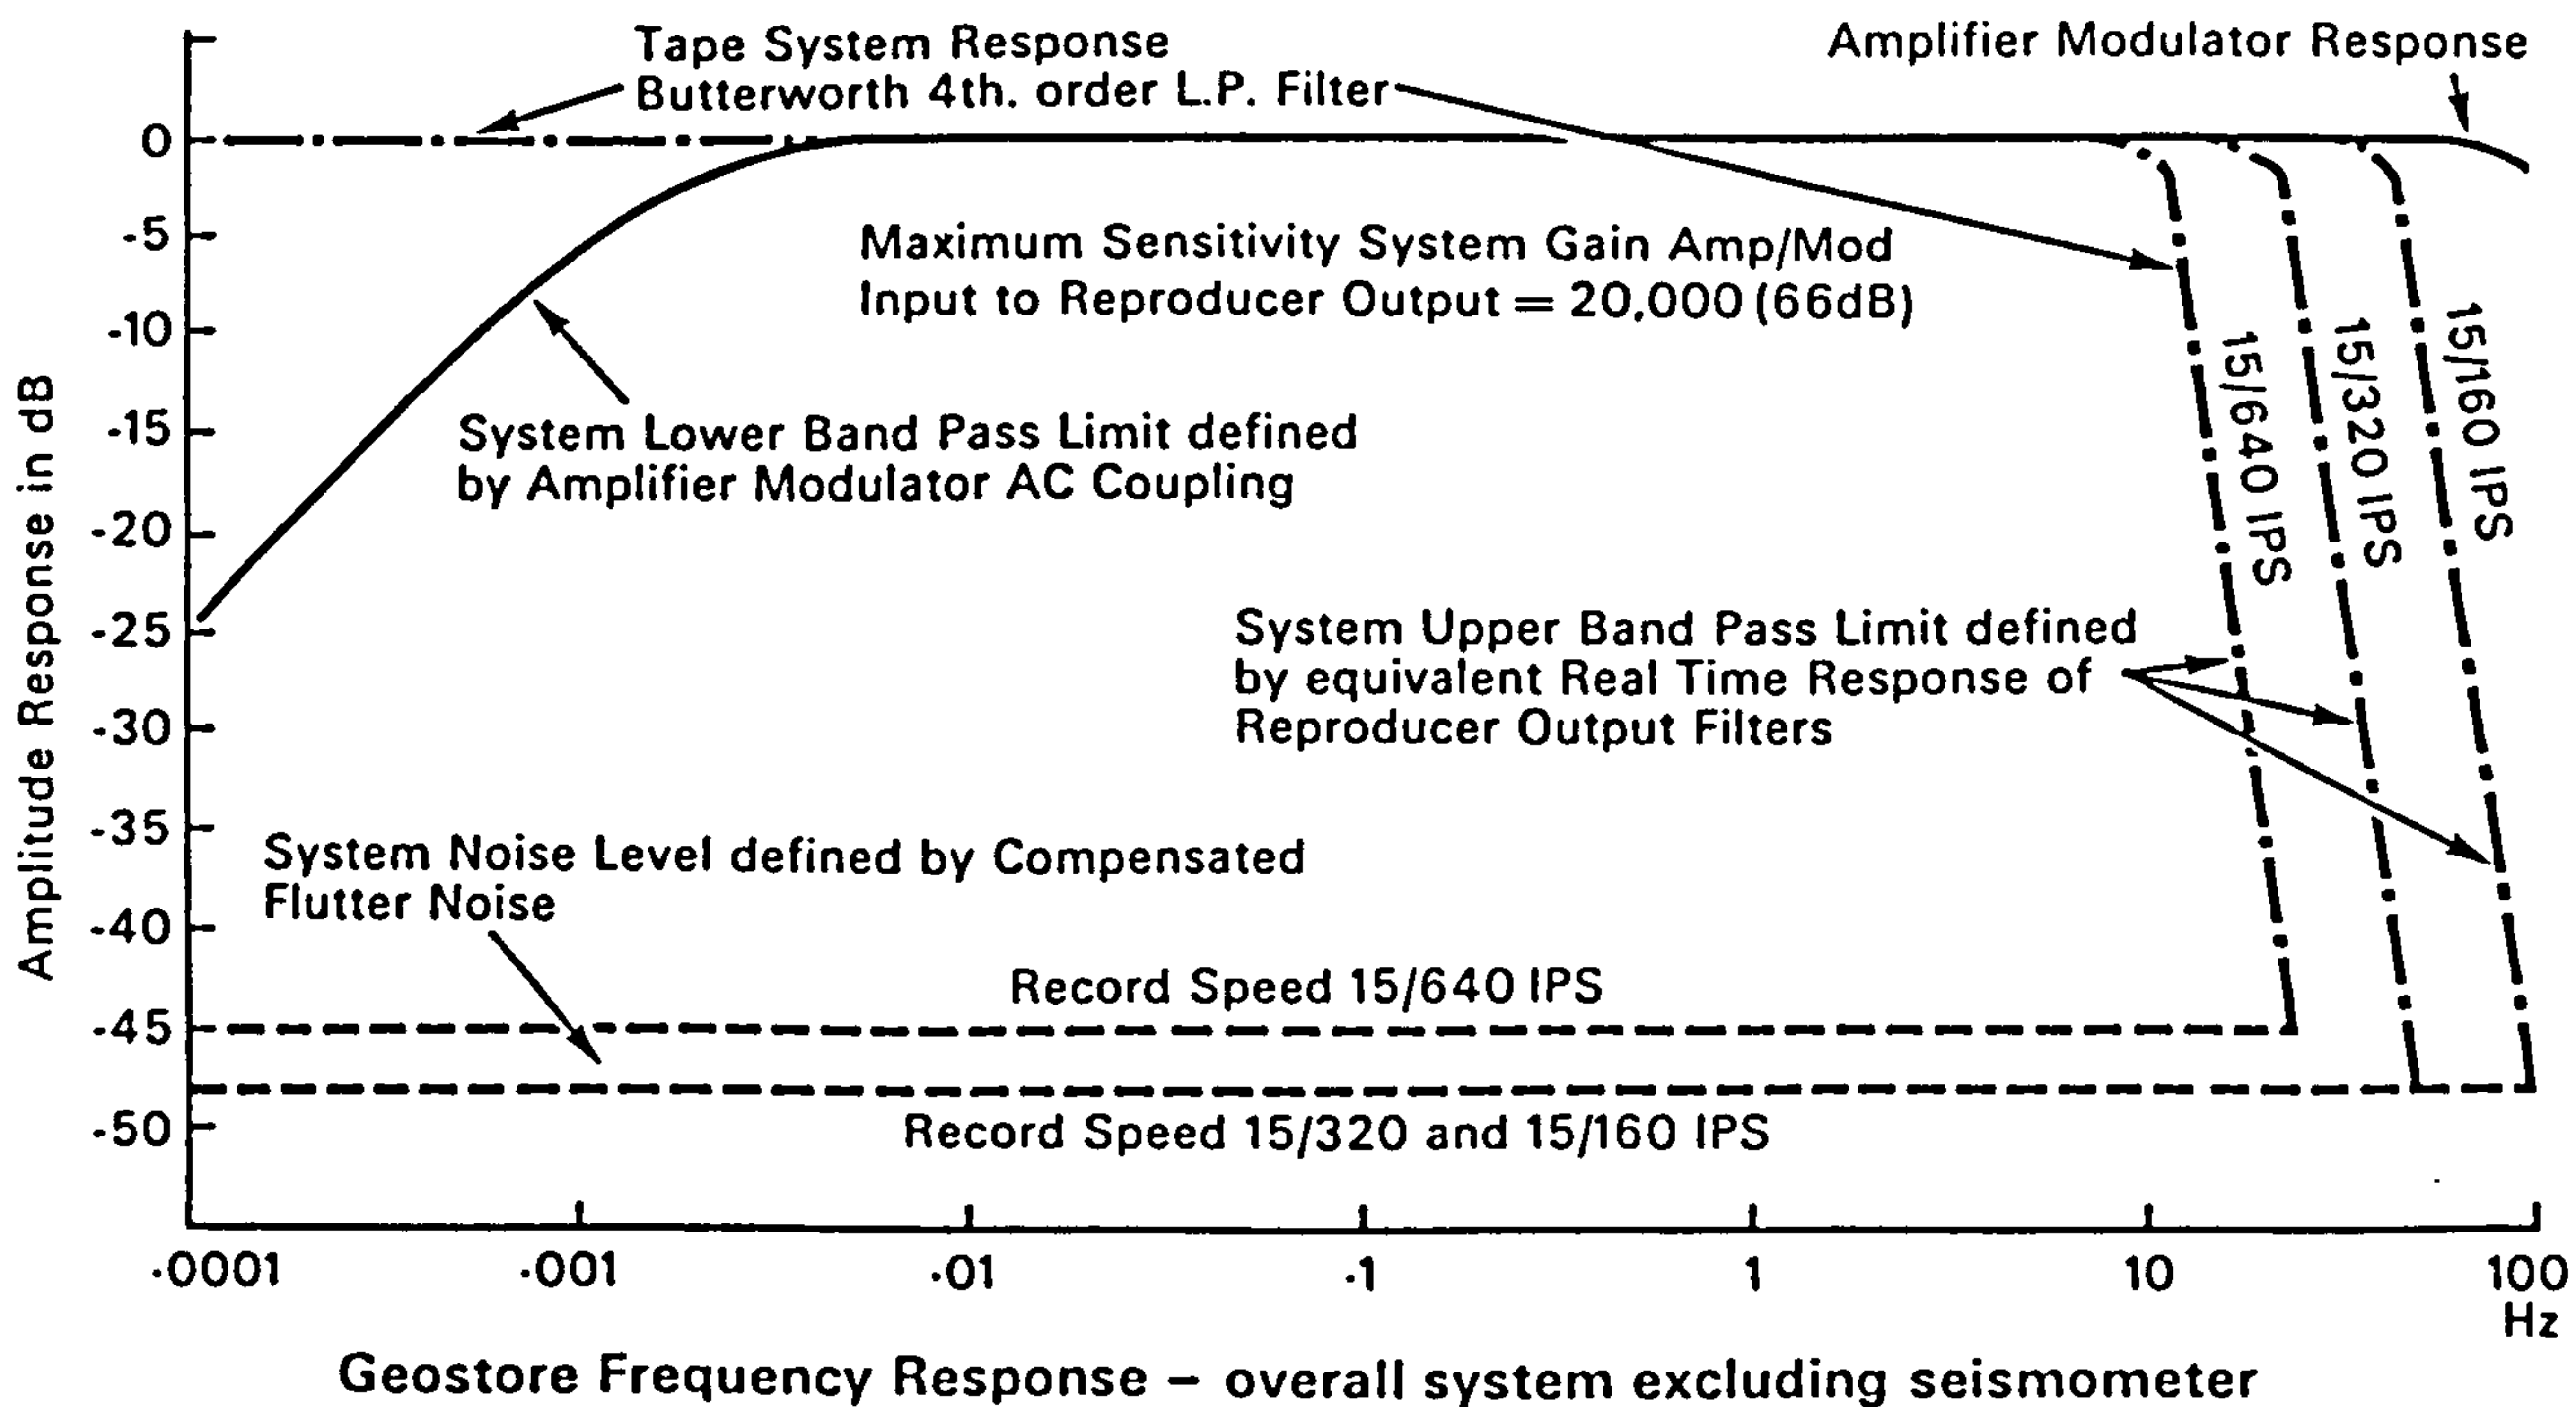 Tape System Response
Butterworth 4th. order L.P. Filter
Amplifier Modulator Response
0
-5
-10
-15
-20
-25
-30
-35
-40
-45
-50
Amplitude Response in dB
Maximum Sensitivity System Gain Amp/Mod
Input to Reproducer Output = 20,000 (66dB)
System Lower Band Pass Limit defined
by Amplifier Modulator AC Coupling
15/640 IPS
15/320 IPS
15/160 IPS
System Upper Band Pass Limit defined
by equivalent Real Time Response of
Reproducer Output Filters
System Noise Level defined by Compensated
Flutter Noise
Record Speed 15/640 IPS
Record Speed 15/320 and 15/160 IPS
·0001 ·001 ·01 ·1 1 10 100
Hz
Geostore Frequency Response – overall system excluding seismometer